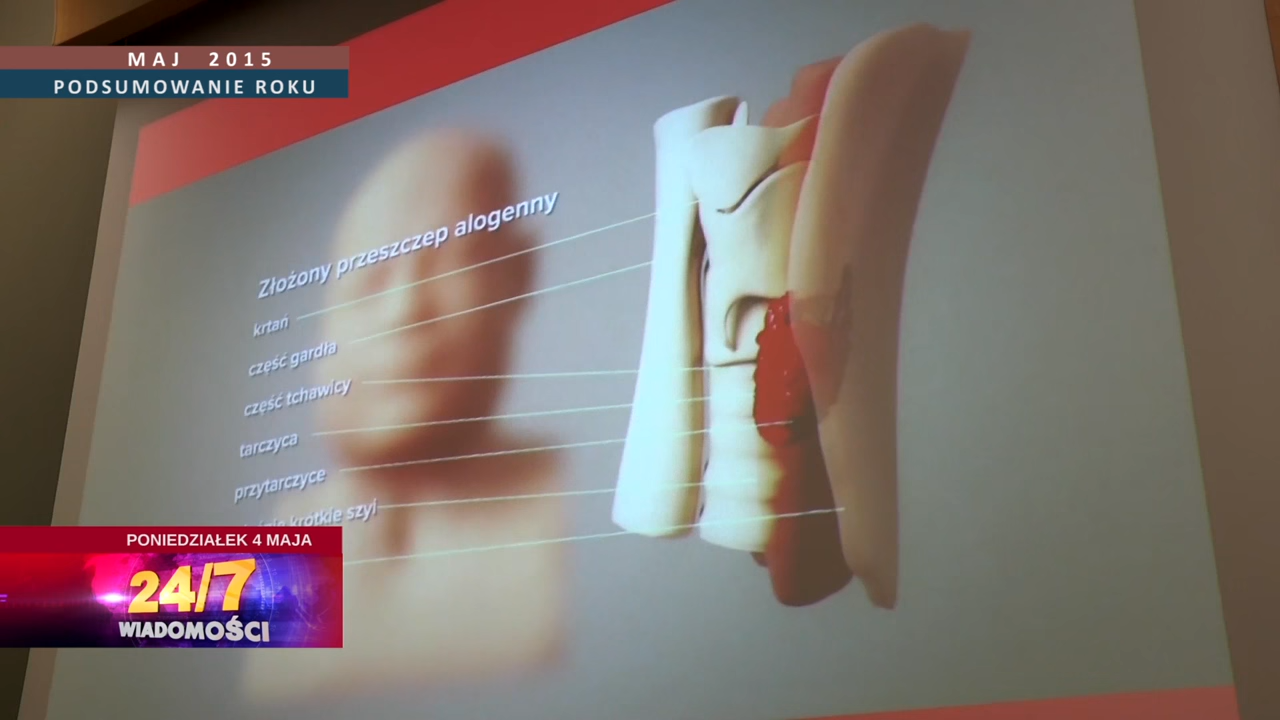 MAJ 2015
PODSUMOWANIE ROKU
Złożony przeszczep alogenny
krtań
część gardła
część tchawicy
tarczyca
przytarczyce
krótkie szyi
PONIEDZIAŁEK 4 MAJA
24/7
WIADOMOŚCI